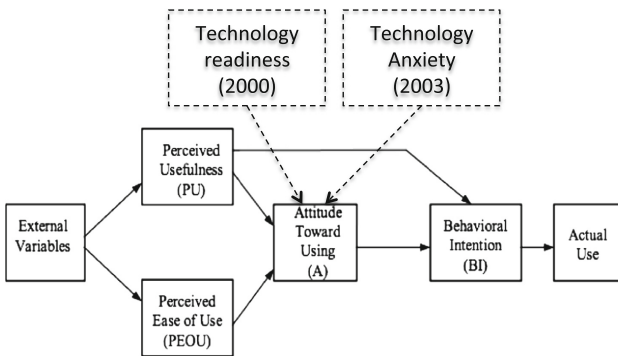 Technology
readiness
(2000)
Technology
Anxiety
(2003)
Perceived
Usefulness
(PU)
External
Variables
Attitude
Toward
Using
(A)
Behavioral
Intention
(BI)
Actual
Use
Perceived
Ease of Use
(PEOU)